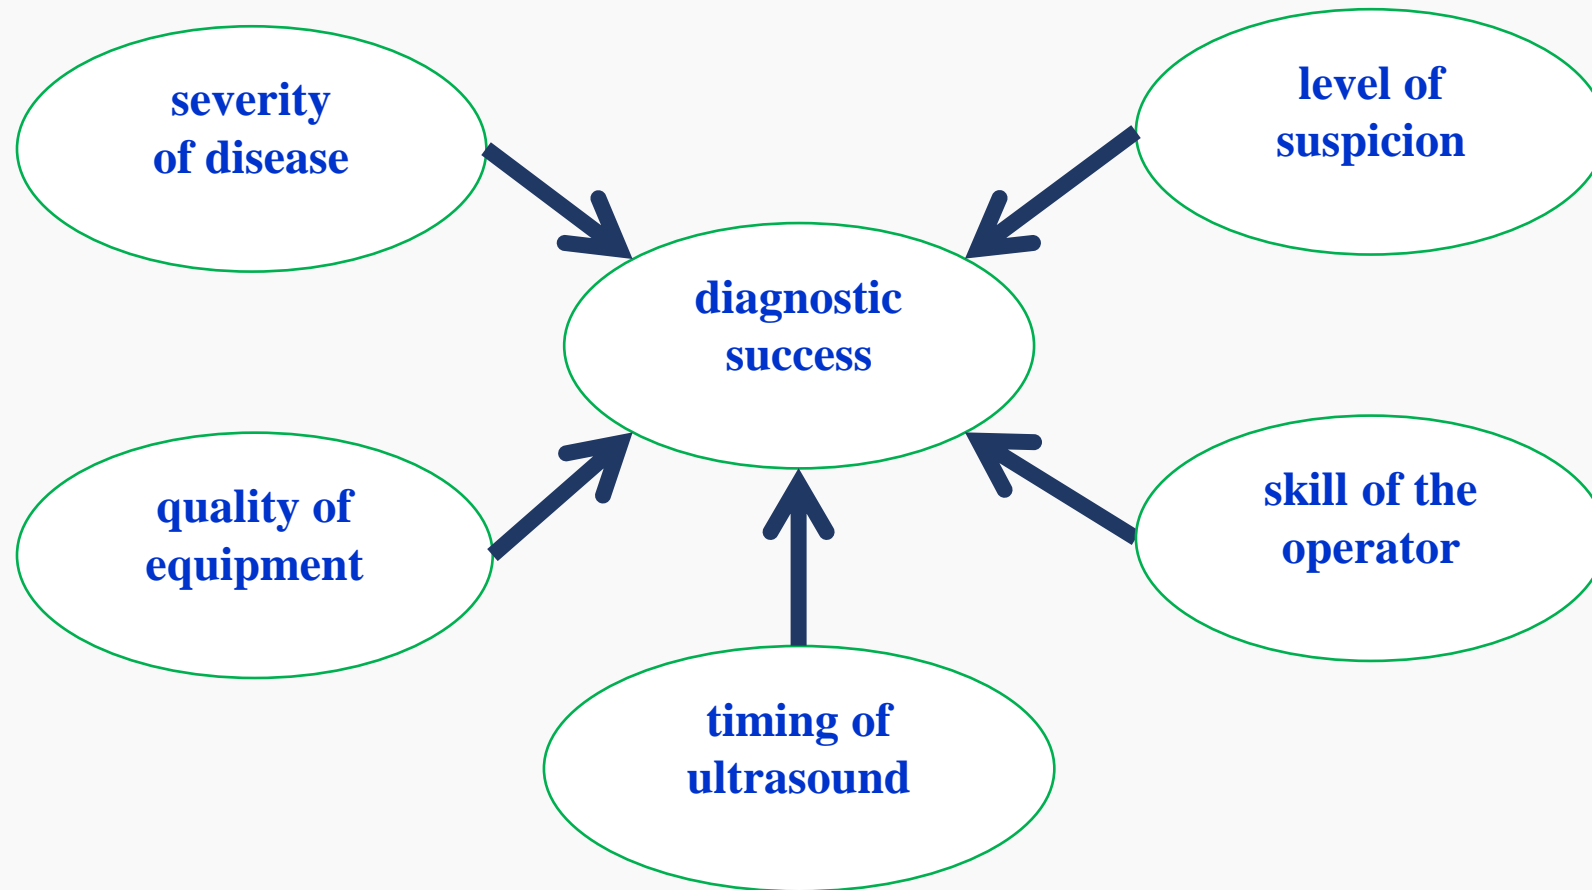 severity
of disease
level of
suspicion
diagnostic
success
quality of
equipment
skill of the
operator
timing of
ultrasound